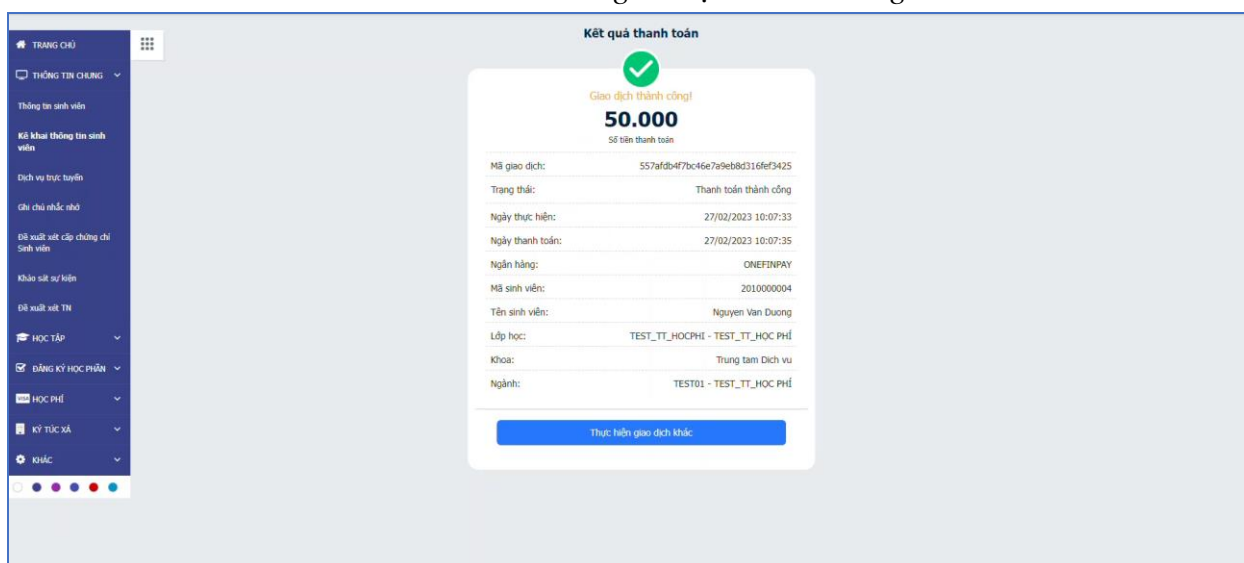 Kết quả thanh toán
TRANG CHỦ
THÔNG TIN CHUNG
Thông tin sinh viên
Kê khai thông tin sinh
viên
Dịch vụ trực tuyến
Ghi chú nhắc nhở
Đề xuất xét cấp chứng chỉ
Sinh viên
Khảo sát sự kiện
Đề xuất xét TN
HỌC TẬP
ĐĂNG KÝ HỌC PHẦN
HỌC PHÍ
KÝ TÚC XÁ
KHÁC
Giao dịch thành công!
50.000
Số tiền thanh toán
Mã giao dịch: 557afdb4f7bc46e7a9eb8d316fef3425
Trạng thái: Thanh toán thành công
Ngày thực hiện: 27/02/2023 10:07:33
Ngày thanh toán: 27/02/2023 10:07:35
Ngân hàng: ONEFINPAY
Mã sinh viên: 2010000004
Tên sinh viên: Nguyen Van Duong
Lớp học: TEST_TT_HOCPHI - TEST_TT_HỌC PHÍ
Khoa: Trung tam Dich vu
Ngành: TEST01 - TEST_TT_HỌC PHÍ
Thực hiện giao dịch khác